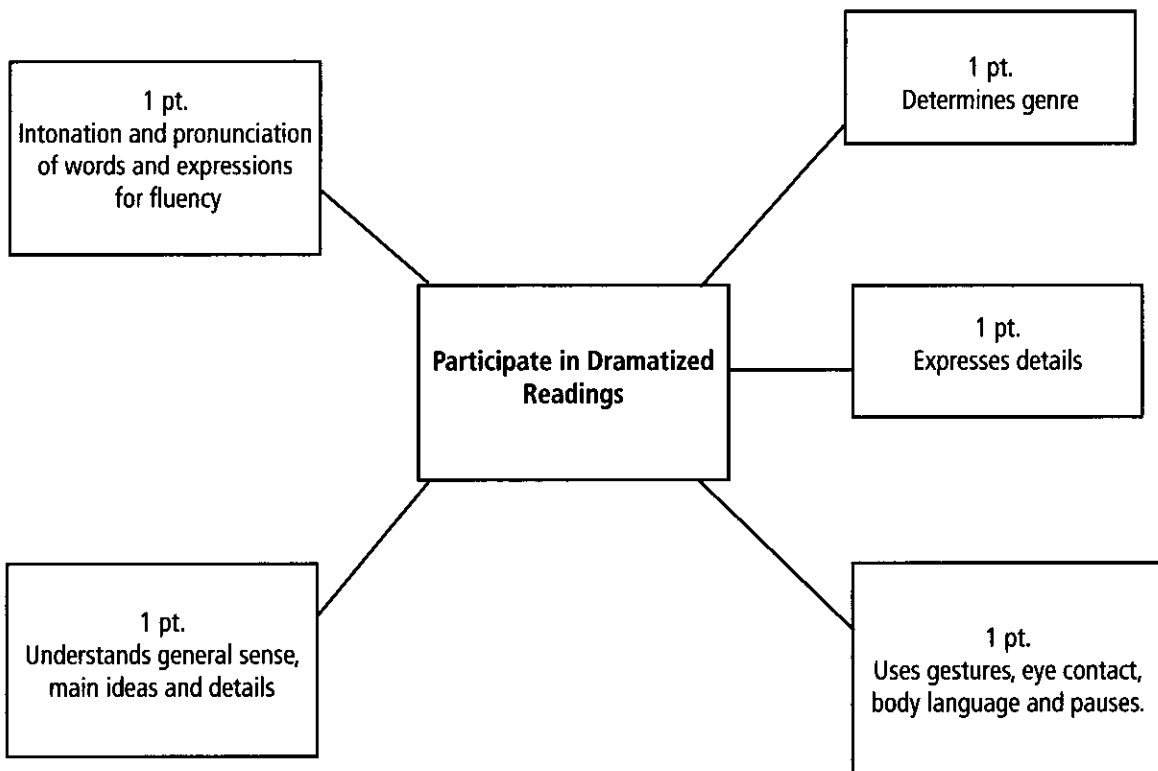 1 pt.
Intonation and pronunciation
of words and expressions
for fluency
1 pt.
Determines genre
Participate in Dramatized
Readings
1 pt.
Expresses details
1 pt.
Understands general sense,
main ideas and details
1 pt.
Uses gestures, eye contact,
body language and pauses.